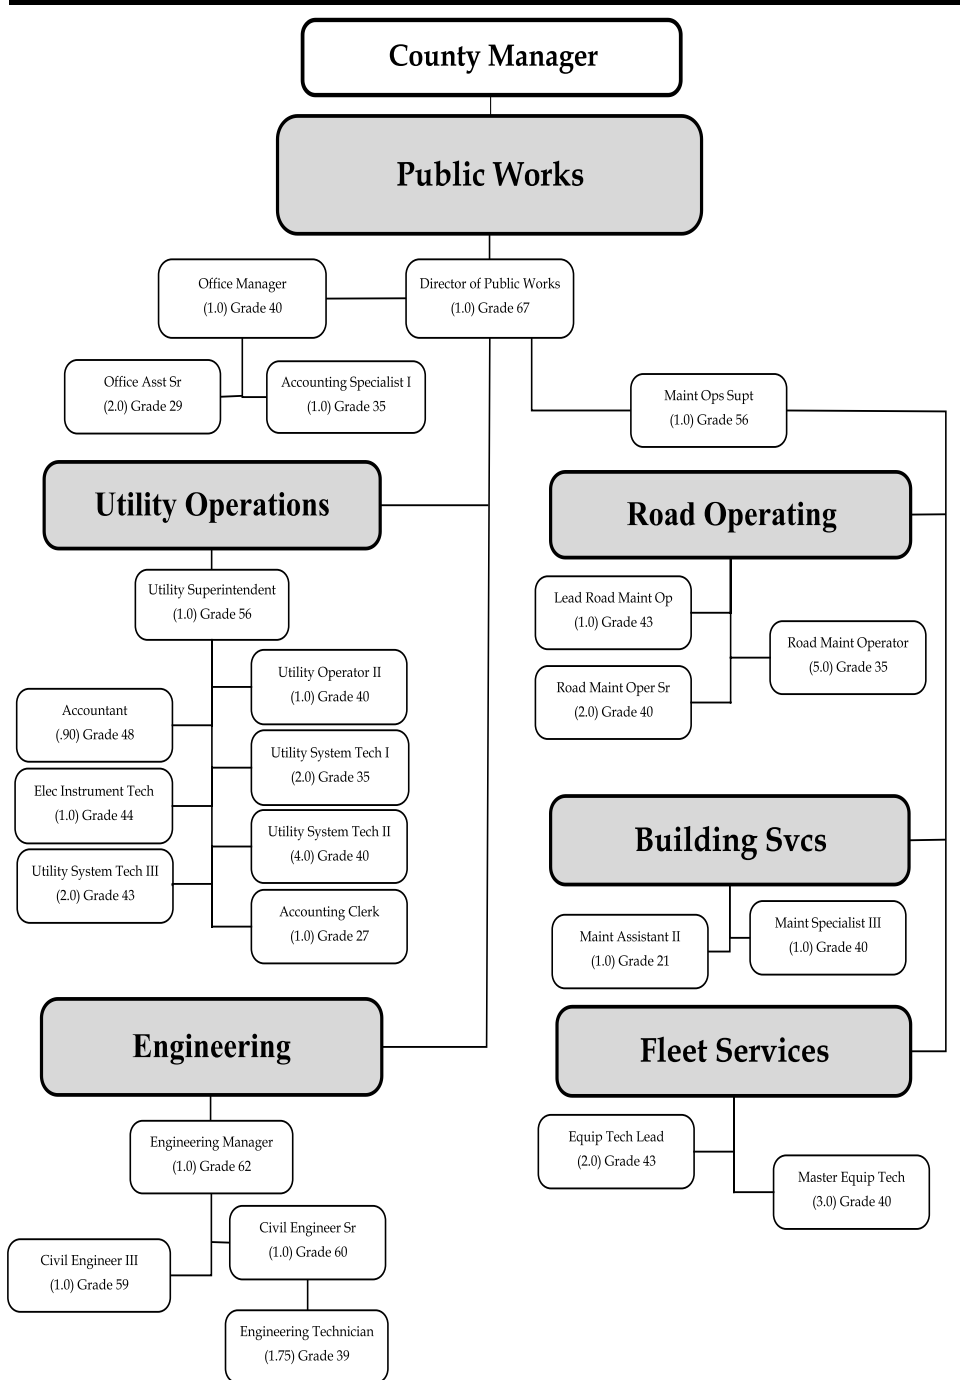 County Manager
Public Works
Office Manager
(1.0) Grade 40
Director of Public Works
(1.0) Grade 67
Office Asst Sr
(2.0) Grade 29
Accounting Specialist I
(1.0) Grade 35
Maint Ops Supt
(1.0) Grade 56
Utility Operations
Utility Superintendent
(1.0) Grade 56
Utility Operator II
(1.0) Grade 40
Accountant
(.90) Grade 48
Utility System Tech I
(2.0) Grade 35
Elec Instrument Tech
(1.0) Grade 44
Utility System Tech II
(4.0) Grade 40
Utility System Tech III
(2.0) Grade 43
Accounting Clerk
(1.0) Grade 27
Engineering
Engineering Manager
(1.0) Grade 62
Civil Engineer Sr
(1.0) Grade 60
Civil Engineer III
(1.0) Grade 59
Engineering Technician
(1.75) Grade 39
Road Operating
Lead Road Maint Op
(1.0) Grade 43
Road Maint Operator
(5.0) Grade 35
Road Maint Oper Sr
(2.0) Grade 40
Building Svcs
Maint Assistant II
(1.0) Grade 21
Maint Specialist III
(1.0) Grade 40
Fleet Services
Equip Tech Lead
(2.0) Grade 43
Master Equip Tech
(3.0) Grade 40